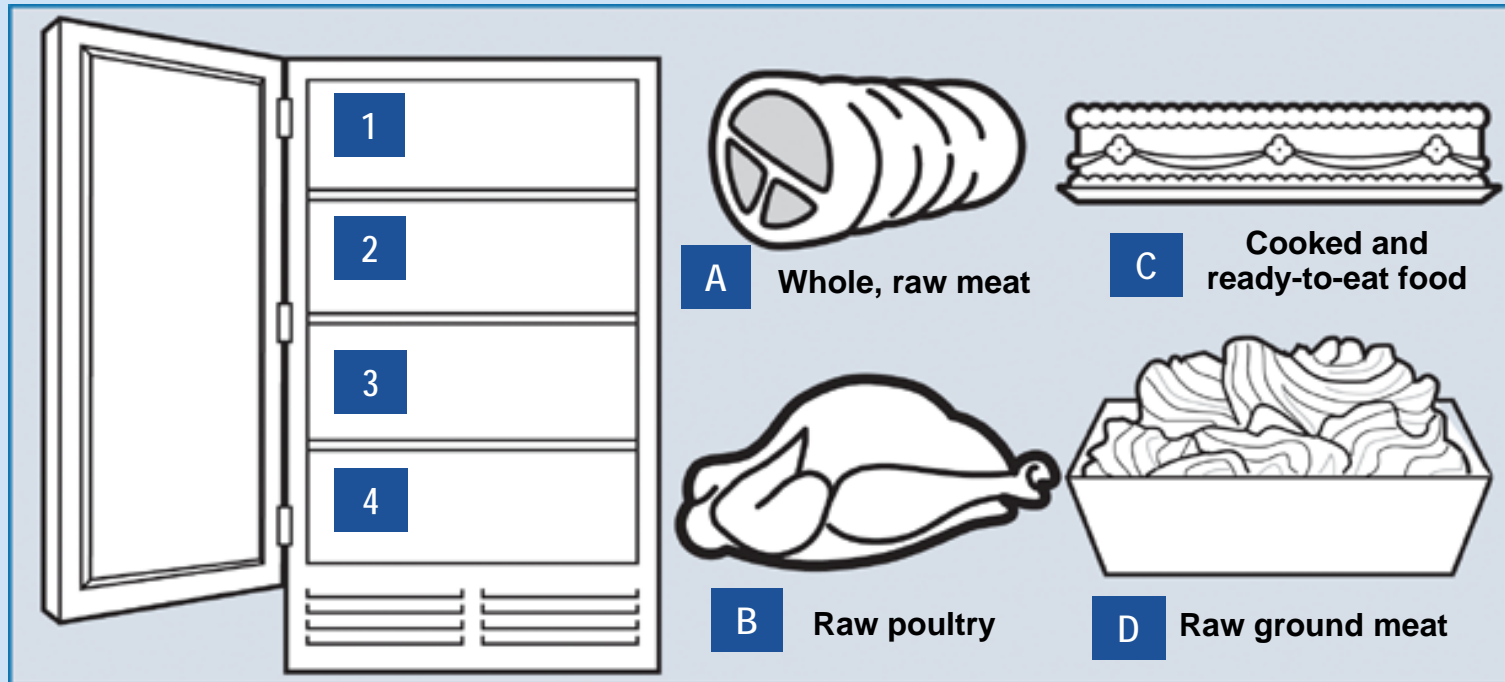 1
2
3
4
A Whole, raw meat
C Cooked and
ready-to-eat food
B Raw poultry
D Raw ground meat